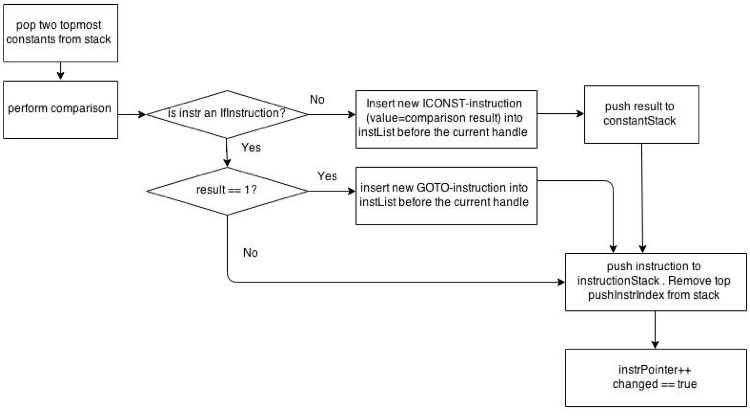 pop two topmost
constants from stack
perform comparison
is instr an IfInstruction?
No
Insert new ICONST-instruction
(value=comparison result) into
instList before the current handle
push result to
constantStack
Yes
result == 1?
Yes
insert new GOTO-instruction into
instList before the current handle
No
push instruction to
instructionStack . Remove top
pushInstrIndex from stack
instrPointer++
changed == true